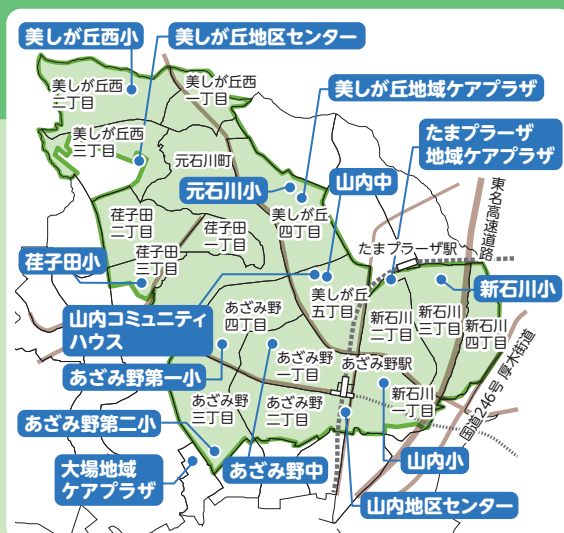 美しが丘西小
美しが丘地区センター
美しが丘西
二丁目
美しが丘西
一丁目
美しが丘地域ケアプラザ
美しが丘西
三丁目
たまプラーザ
地域ケアプラザ
元石川町
元石川小
山内中
東名高速道路
荏子田
二丁目
荏子田
一丁目
美しが丘
四丁目
荏子田
三丁目
たまプラーザ駅
荏子田小
新石川小
美しが丘
五丁目
山内コミュニティ
ハウス
あざみ野
四丁目
新石川
二丁目
新石川
三丁目
新石川
四丁目
あざみ野第一小
あざみ野
一丁目
あざみ野駅
国道246号 厚木街道
あざみ野
三丁目
あざみ野
二丁目
新石川
一丁目
あざみ野第二小
大場地域
ケアプラザ
あざみ野中
山内小
山内地区センター